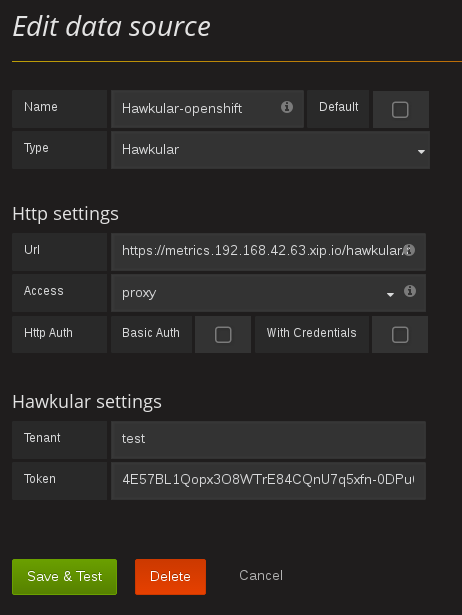 Edit data source
Name Hawkular-openshift Default
Type Hawkular
Http settings
Url https://metrics.192.168.42.63.xip.io/hawkular/
Access proxy
Http Auth Basic Auth With Credentials
Hawkular settings
Tenant test
Token 4E57BL1Qopx3O8WTrE84CQnU7q5xfn-0DPu
Save & Test Delete Cancel